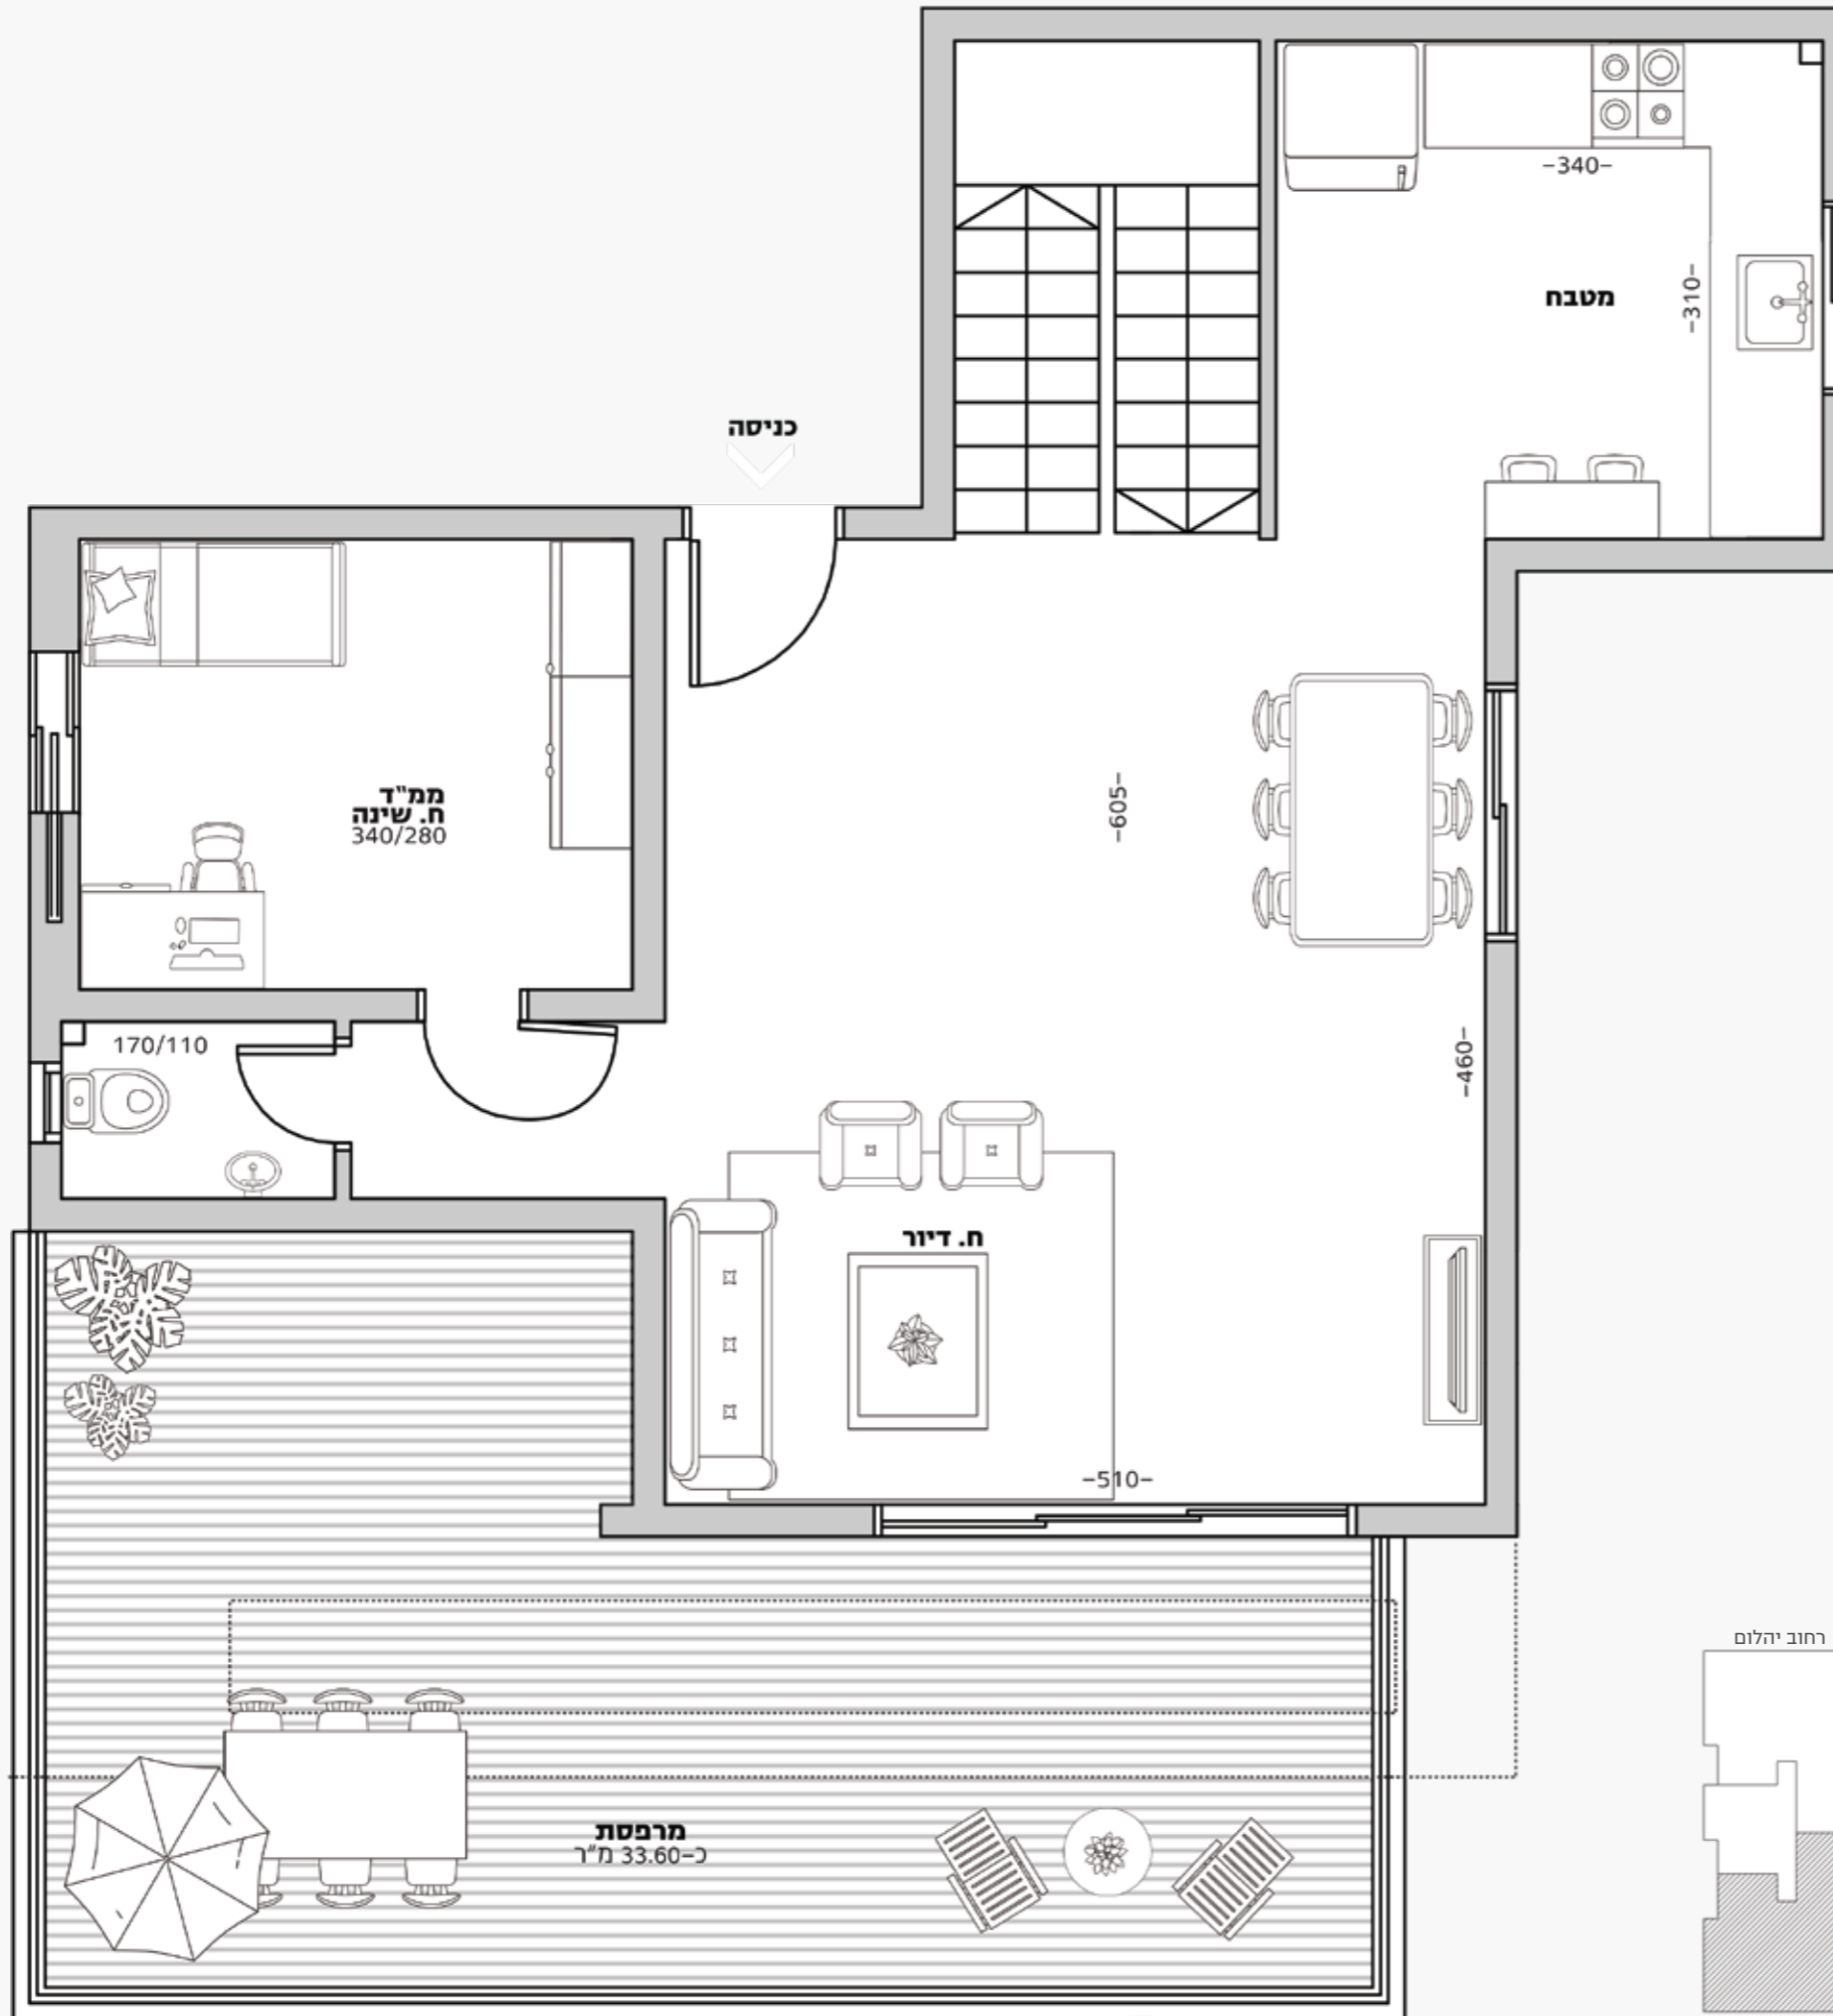 -340-
מטבח
-310-
כניסה
ממ"ד
ח. שינה
340/280
-605-
170/110
-460-
ח. דיור
-510-
רחוב יהלום
מרפסת
כ-33.60 מ"ר